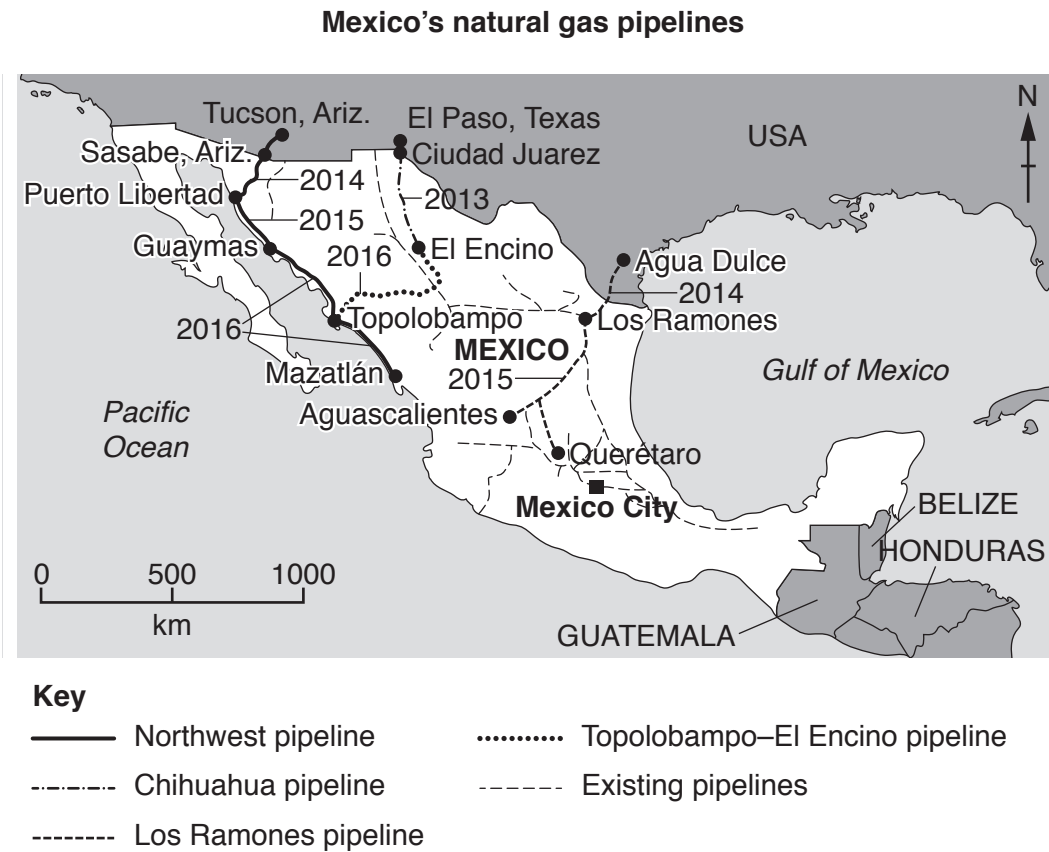 Mexico’s natural gas pipelines
N
Tucson, Ariz.
El Paso, Texas
USA
Sasabe, Ariz.
Ciudad Juarez
2014
Puerto Libertad
2013
2015
Guaymas
2016
El Encino
Agua Dulce
2014
2016
Topolobampo
Los Ramones
MEXICO
Mazatlán
2015
Gulf of Mexico
Aguascalientes
Pacific
Ocean
Querétaro
Mexico City
BELIZE
HONDURAS
0 500 1000
km
GUATEMALA
Key
Northwest pipeline
Topolobampo–El Encino pipeline
Chihuahua pipeline
Existing pipelines
Los Ramones pipeline